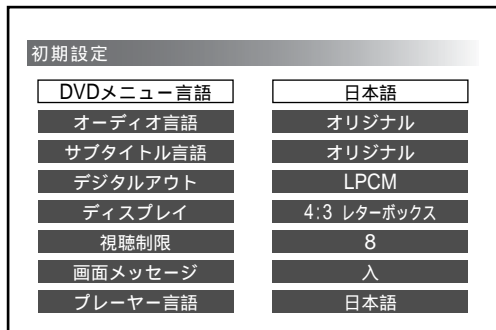 初期設定
DVDメニュー言語 日本語
オーディオ言語 オリジナル
サブタイトル言語 オリジナル
デジタルアウト LPCM
ディスプレイ 4:3 レターボックス
視聴制限 8
画面メッセージ 入
プレーヤー言語 日本語